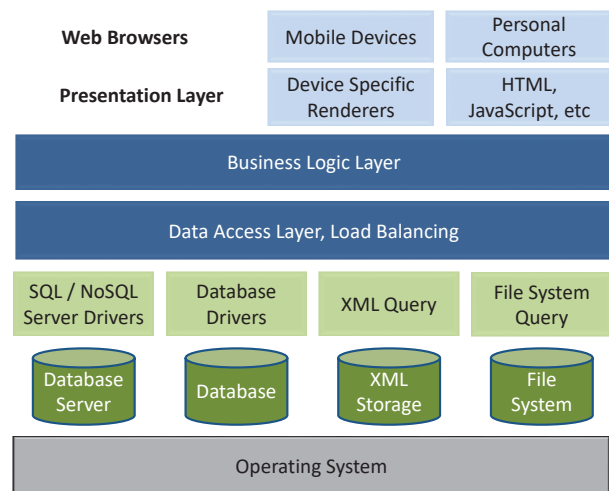 Web Browsers
Mobile Devices
Personal
Computers
Presentation Layer
Device Specific
Renderers
HTML,
JavaScript, etc
Business Logic Layer
Data Access Layer, Load Balancing
SQL / NoSQL
Server Drivers
Database
Drivers
XML Query
File System
Query
Database
Server
Database
XML
Storage
File
System
Operating System